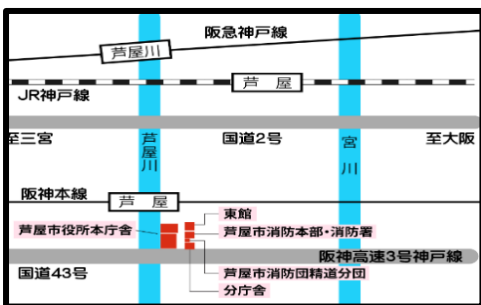 阪急神戸線
芦屋川
芦屋
JR神戸線
至三宮
芦屋川
国道2号
宮川
至大阪
阪神本線
芦屋
東館
芦屋市役所本庁舎
芦屋市消防本部・消防署
阪神高速3号神戸線
国道43号
芦屋市消防団精道分団
分庁舎